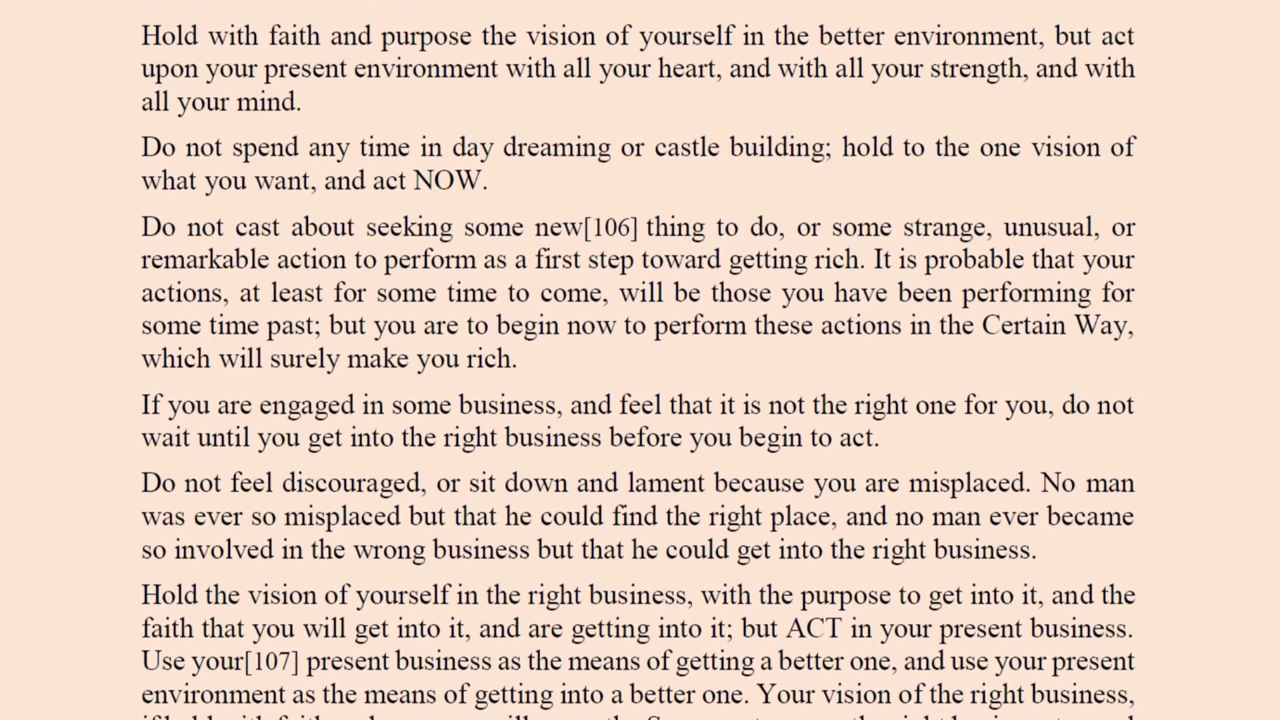 Hold with faith and purpose the vision of yourself in the better environment, but act
upon your present environment with all your heart, and with all your strength, and with
all your mind.
Do not spend any time in day dreaming or castle building; hold to the one vision of
what you want, and act NOW.
Do not cast about seeking some new[106] thing to do, or some strange, unusual, or
remarkable action to perform as a first step toward getting rich. It is probable that your
actions, at least for some time to come, will be those you have been performing for
some time past; but you are to begin now to perform these actions in the Certain Way,
which will surely make you rich.
If you are engaged in some business, and feel that it is not the right one for you, do not
wait until you get into the right business before you begin to act.
Do not feel discouraged, or sit down and lament because you are misplaced. No man
was ever so misplaced but that he could find the right place, and no man ever became
so involved in the wrong business but that he could get into the right business.
Hold the vision of yourself in the right business, with the purpose to get into it, and the
faith that you will get into it, and are getting into it; but ACT in your present business.
Use your[107] present business as the means of getting a better one, and use your present
environment as the means of getting into a better one. Your vision of the right business,